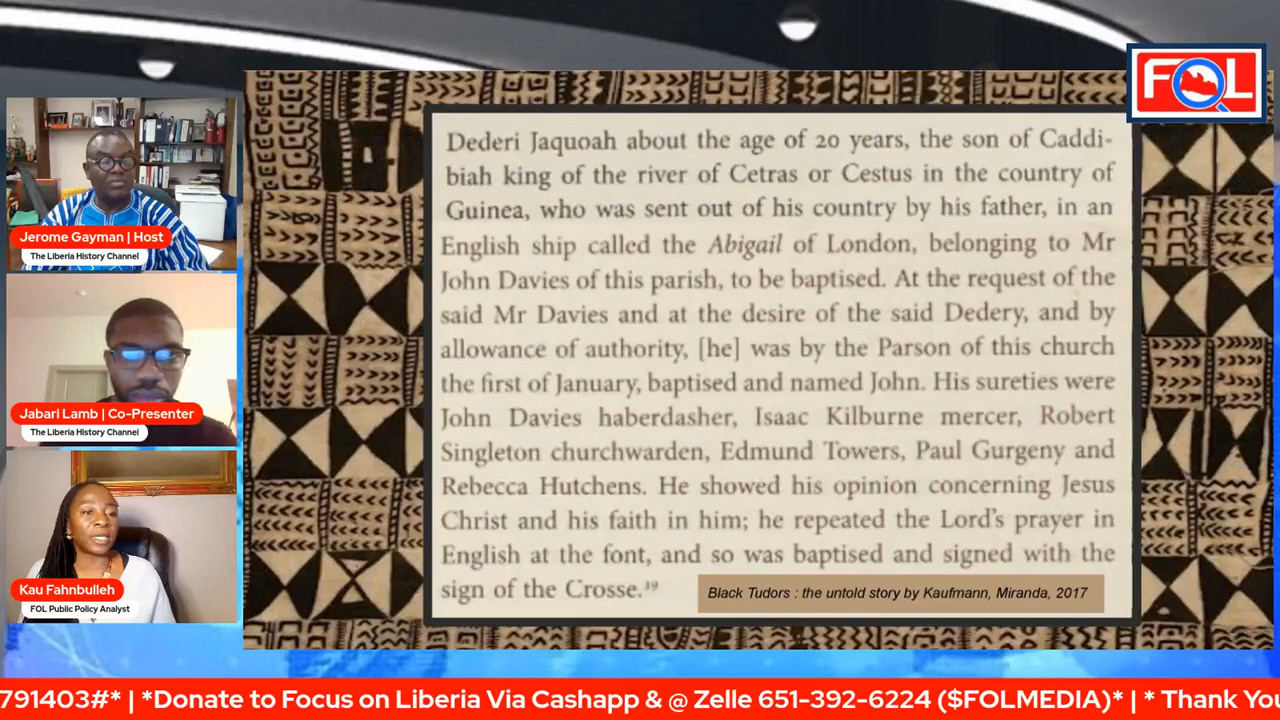 FOL
Jerome Gayman | Host
The Liberia History Channel
Jabari Lamb | Co-Presenter
The Liberia History Channel
Kau Fahnbulleh
FOL Public Policy Analyst
Dederi Jaquoah about the age of 20 years, the son of Caddi-
biah king of the river of Cetras or Cestus in the country of
Guinea, who was sent out of his country by his father, in an
English ship called the Abigail of London, belonging to Mr
John Davies of this parish, to be baptised. At the request of the
said Mr Davies and at the desire of the said Dedery, and by
allowance of authority, [he] was by the Parson of this church
the first of January, baptised and named John. His sureties were
John Davies haberdasher, Isaac Kilburne mercer, Robert
Singleton churchwarden, Edmund Towers, Paul Gurgeny and
Rebecca Hutchens. He showed his opinion concerning Jesus
Christ and his faith in him; he repeated the Lord's prayer in
English at the font, and so was baptised and signed with the
sign of the Crosse.³⁹
Black Tudors : the untold story by Kaufmann, Miranda, 2017
791403#* | *Donate to Focus on Liberia Via Cashapp & @ Zelle 651-392-6224 ($FOLMEDIA)* | * Thank You